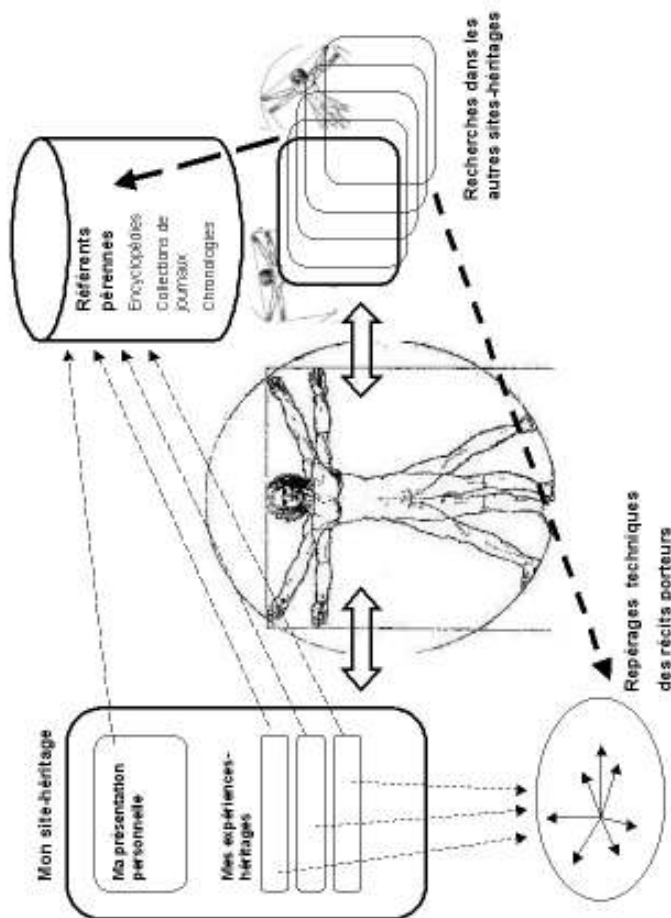 Mon site-héritage
Ma présentation
personnelle
Mes expériences-
héritages
Référents
pérennes
Encyclopédies
Collections de
journaux
Chronologies
Recherches dans les
autres sites-héritages
Repérages techniques
des récits porteurs